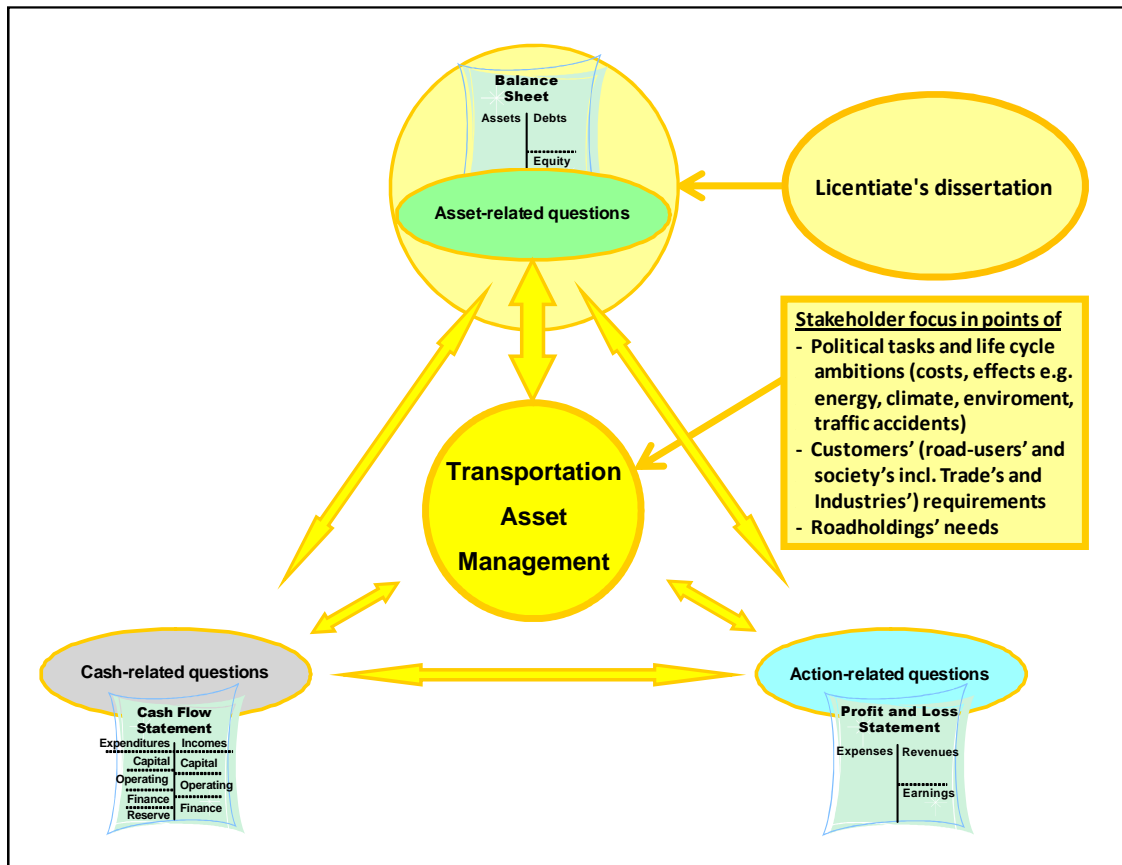 Balance
Sheet
Assets Debts
Equity
Asset-related questions
Licentiate's dissertation
Stakeholder focus in points of
- Political tasks and life cycle
ambitions (costs, effects e.g.
energy, climate, enviroment,
traffic accidents)
- Customers’ (road-users’ and
society’s incl. Trade’s and
Industries’) requirements
- Roadholdings’ needs
Transportation
Asset
Management
Cash-related questions
Cash Flow
Statement
Expenditures Incomes
Capital Capital
Operating Operating
Finance Finance
Reserve
Action-related questions
Profit and Loss
Statement
Expenses Revenues
Earnings